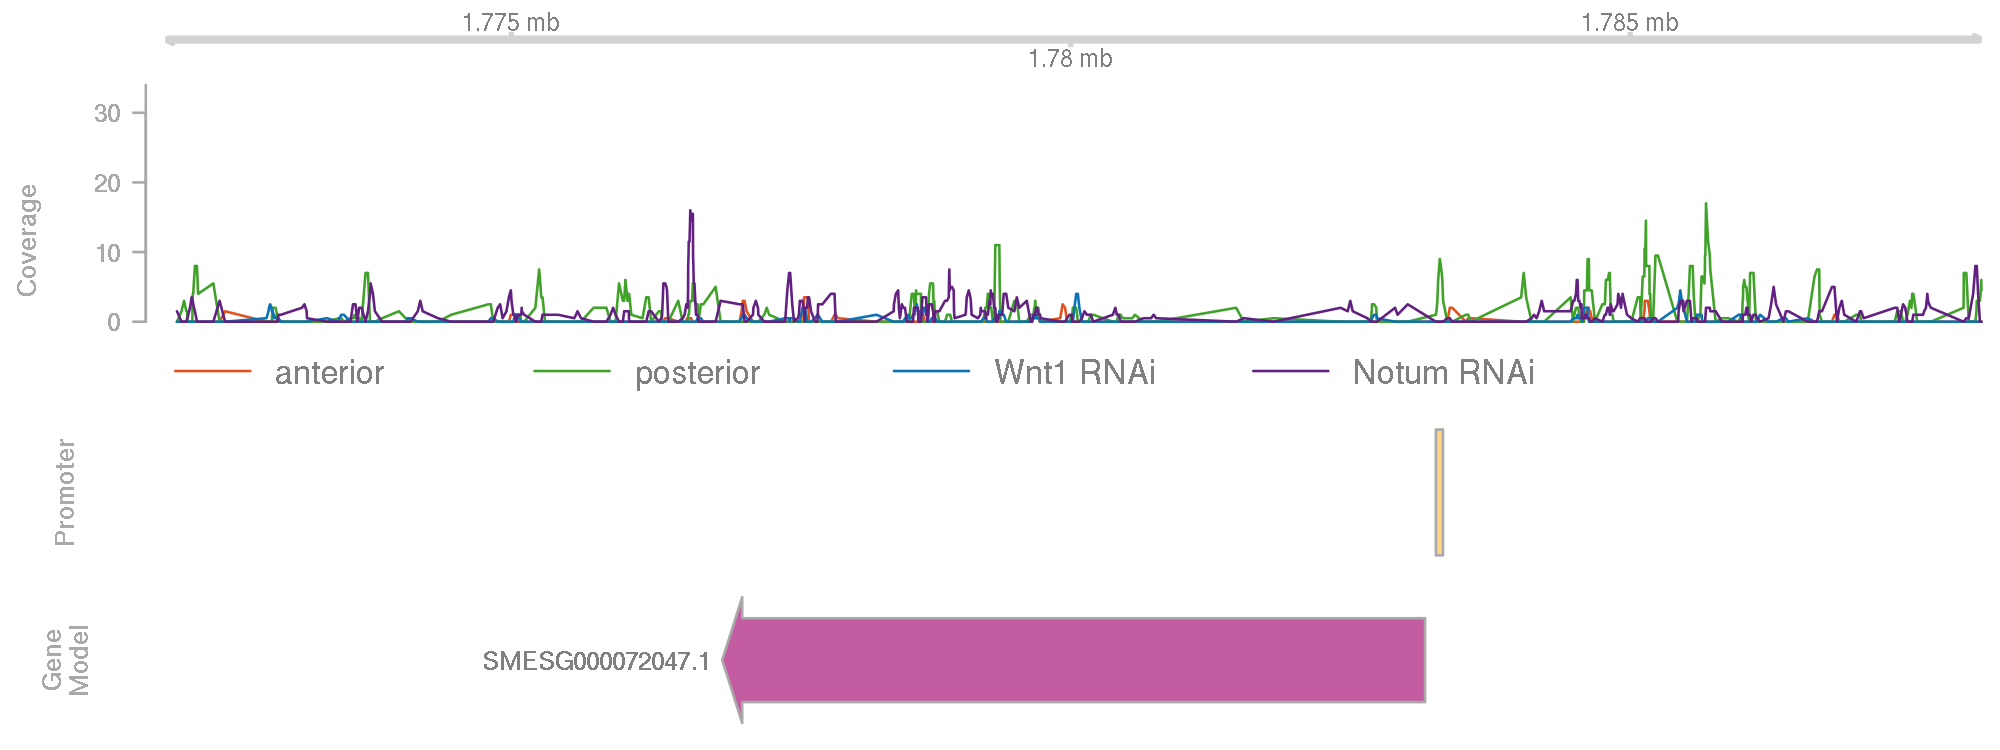 1.775 mb
1.785 mb
1.78 mb
Coverage
30
20
10
0
anterior
posterior
Wnt1 RNAi
Notum RNAi
Promoter
Gene
Model
SMESG000072047.1